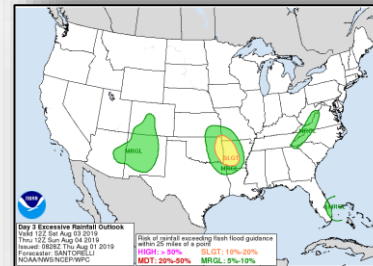 MRGL
SLGT
MRGL
MRGL
MRGL
NOAA
Day 3 Excessive Rainfall Outlook
Valid 12Z Sat Aug 03 2019
Thru 12Z Sun Aug 04 2019
Issued: 0828Z Thu Aug 01 2019
Forecaster: SANTORELLI
NOAA/NWS/NCEP/WPC
Risk of rainfall exceeding flash flood guidance
within 25 miles of a point
HIGH: > 50% SLGT: 10%-20%
MDT: 20%-50% MRGL: 5%-10%